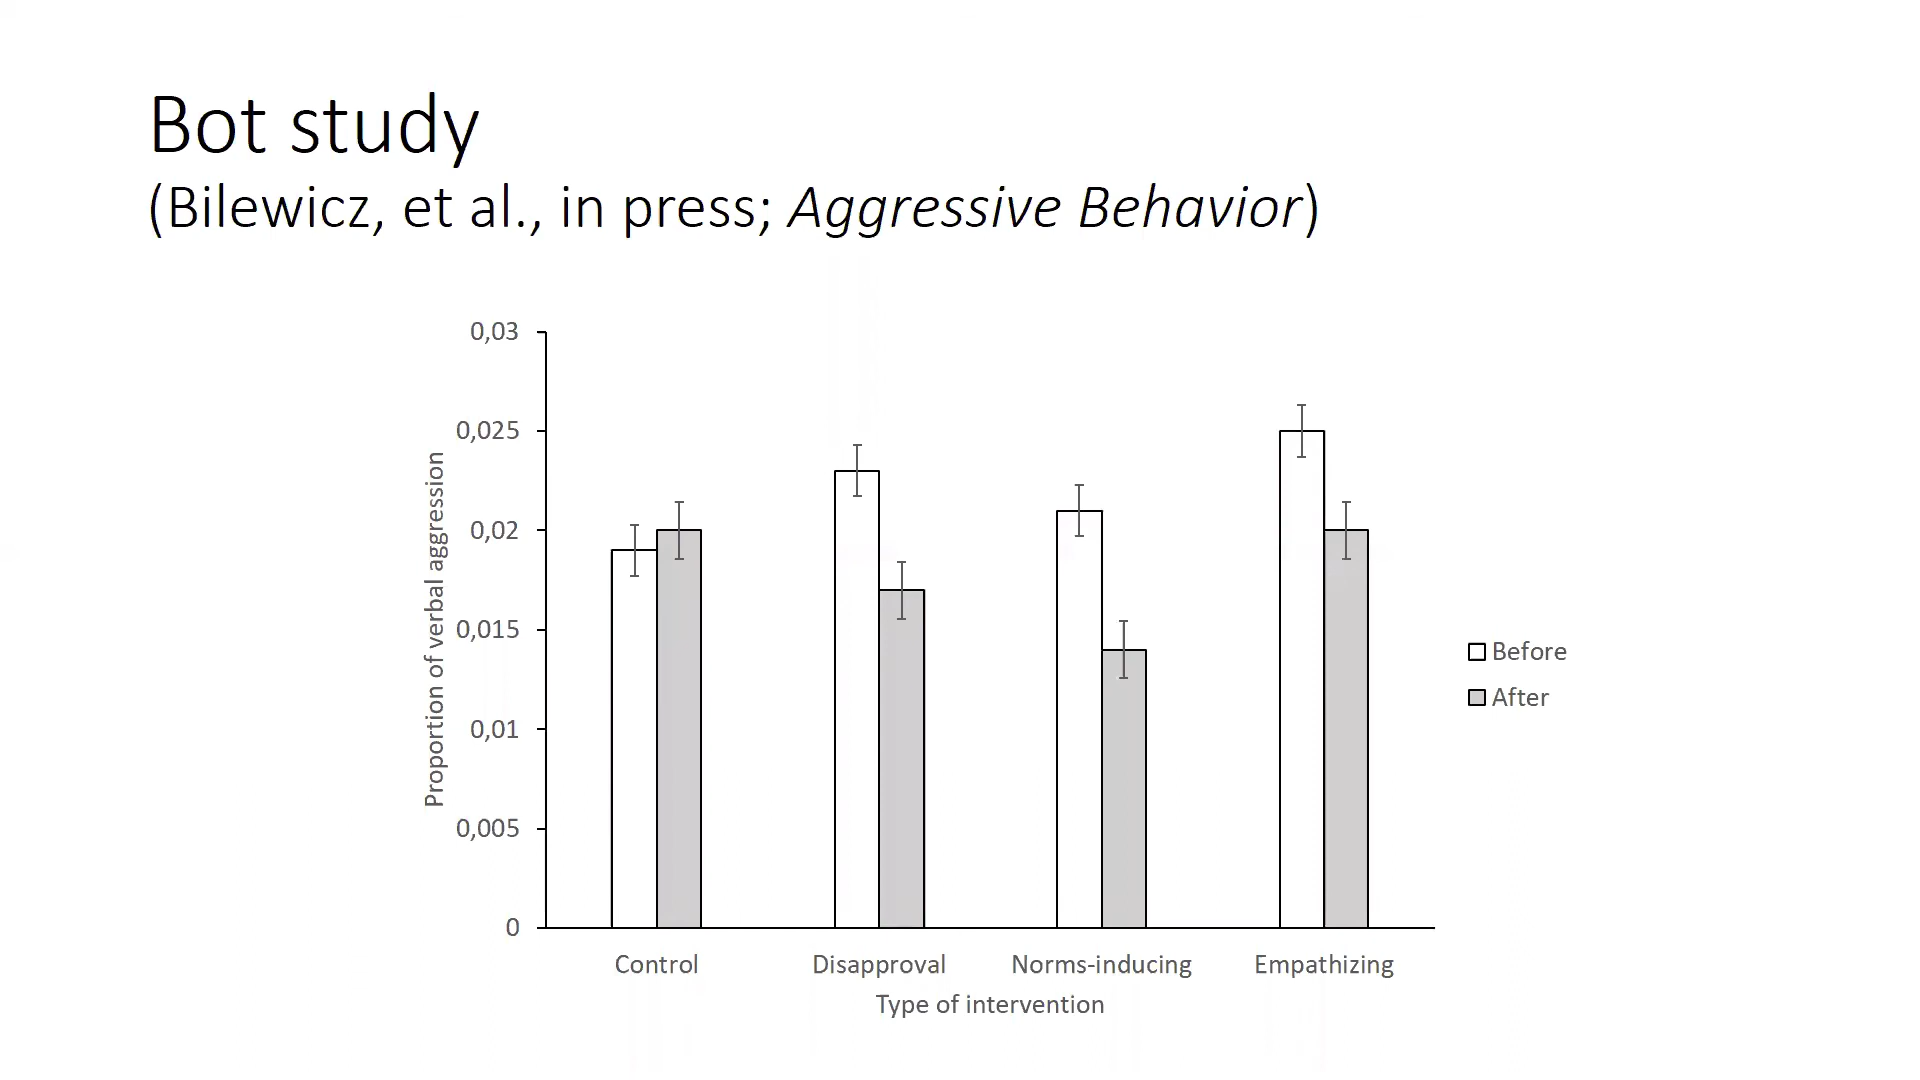 Bot study
(Bilewicz, et al., in press; Aggressive Behavior)
0,03
0,025
0,02
0,015
0,01
0,005
0
Proportion of verbal aggression
Control
Disapproval
Norms-inducing
Empathizing
Type of intervention
Before
After